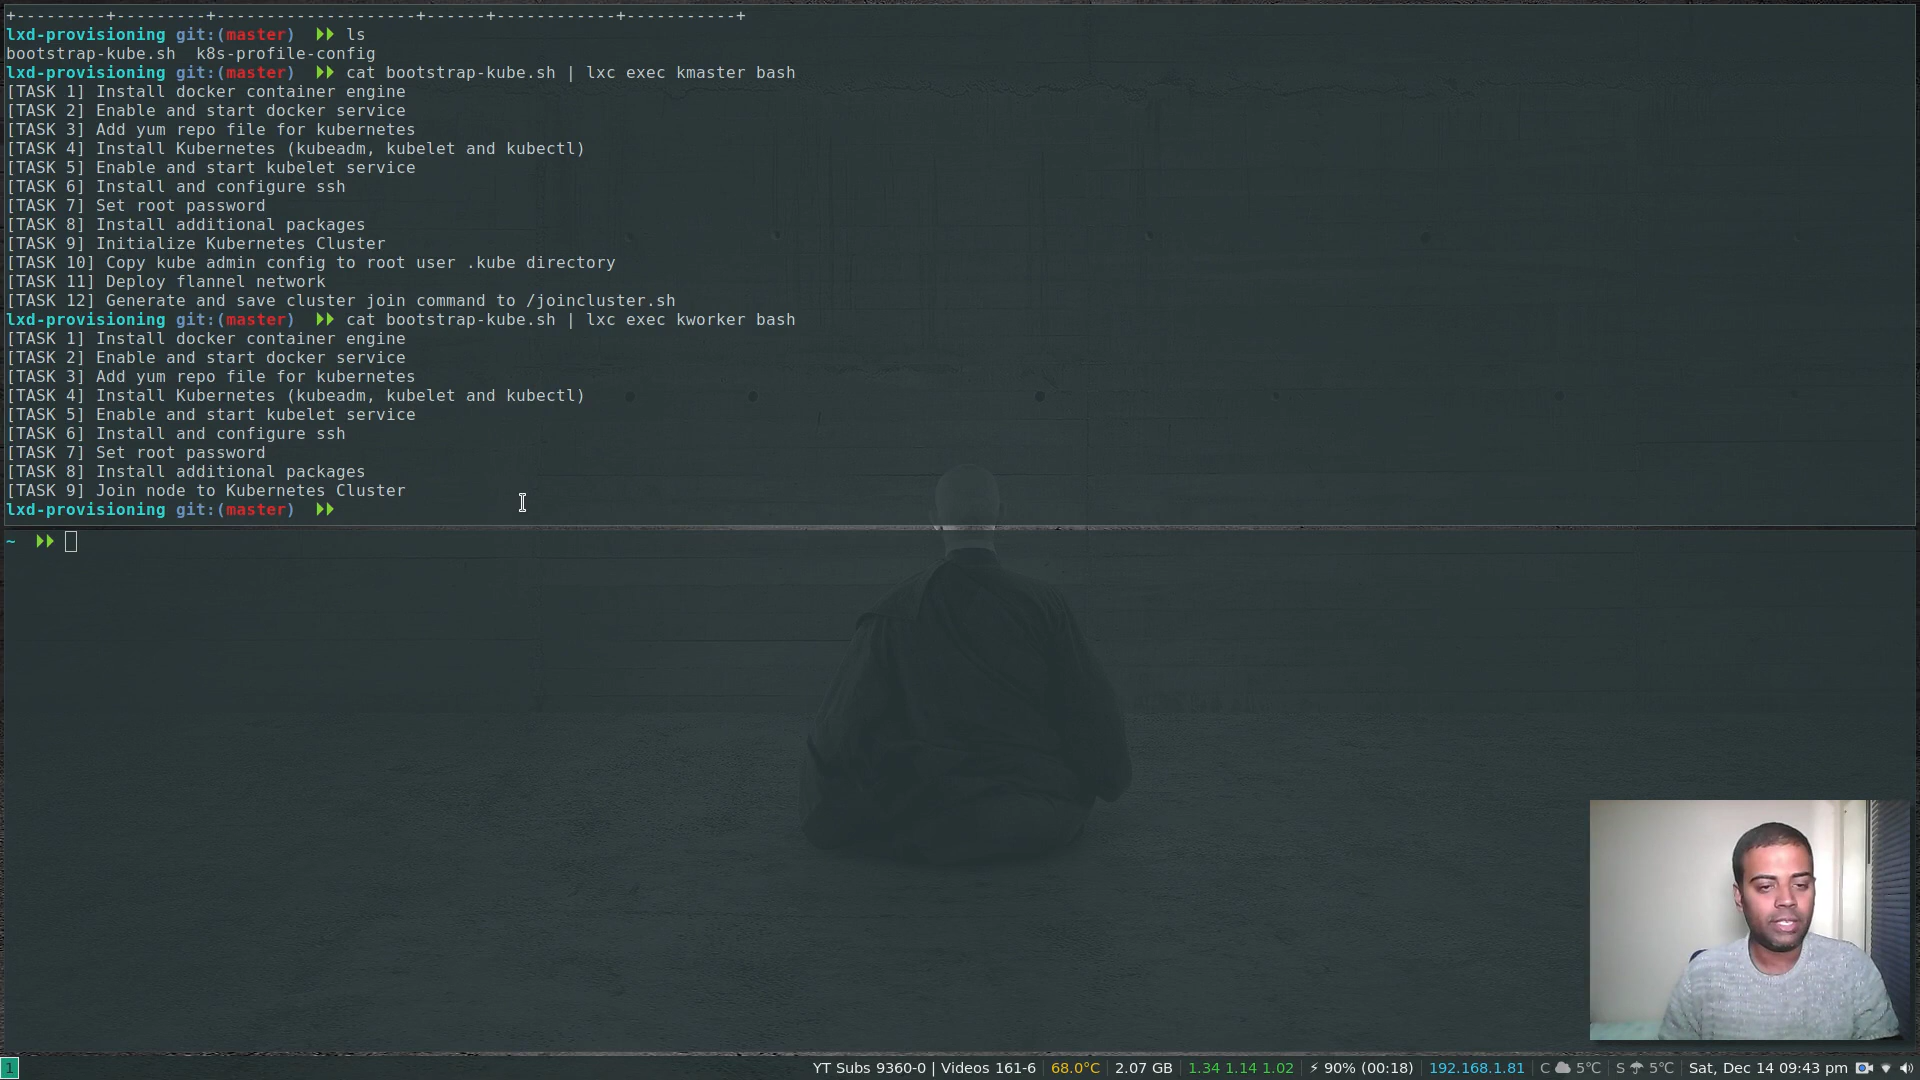 +---------+---------+--------------------+------+------------+-----------+
lxd-provisioning git:(master) ls
bootstrap-kube.sh k8s-profile-config
lxd-provisioning git:(master) cat bootstrap-kube.sh | lxc exec kmaster bash
[TASK 1] Install docker container engine
[TASK 2] Enable and start docker service
[TASK 3] Add yum repo file for kubernetes
[TASK 4] Install Kubernetes (kubeadm, kubelet and kubectl)
[TASK 5] Enable and start kubelet service
[TASK 6] Install and configure ssh
[TASK 7] Set root password
[TASK 8] Install additional packages
[TASK 9] Initialize Kubernetes Cluster
[TASK 10] Copy kube admin config to root user .kube directory
[TASK 11] Deploy flannel network
[TASK 12] Generate and save cluster join command to /joincluster.sh
lxd-provisioning git:(master) cat bootstrap-kube.sh | lxc exec kworker bash
[TASK 1] Install docker container engine
[TASK 2] Enable and start docker service
[TASK 3] Add yum repo file for kubernetes
[TASK 4] Install Kubernetes (kubeadm, kubelet and kubectl)
[TASK 5] Enable and start kubelet service
[TASK 6] Install and configure ssh
[TASK 7] Set root password
[TASK 8] Install additional packages
[TASK 9] Join node to Kubernetes Cluster
lxd-provisioning git:(master)
~
1 YT Subs 9360-0 | Videos 161-6 | 68.0°C | 2.07 GB | 1.34 1.14 1.02 | ⚡ 90% (00:18) | 192.168.1.81 | C 5°C | S 5°C | Sat, Dec 14 09:43 pm